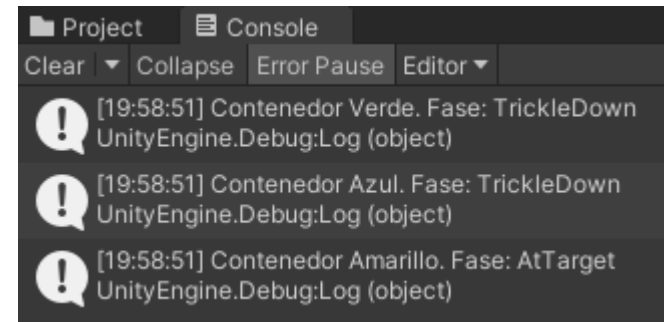 Project Console
Clear Collapse Error Pause Editor
[19:58:51] Contenedor Verde. Fase: TrickleDown
UnityEngine.Debug:Log (object)
[19:58:51] Contenedor Azul. Fase: TrickleDown
UnityEngine.Debug:Log (object)
[19:58:51] Contenedor Amarillo. Fase: AtTarget
UnityEngine.Debug:Log (object)